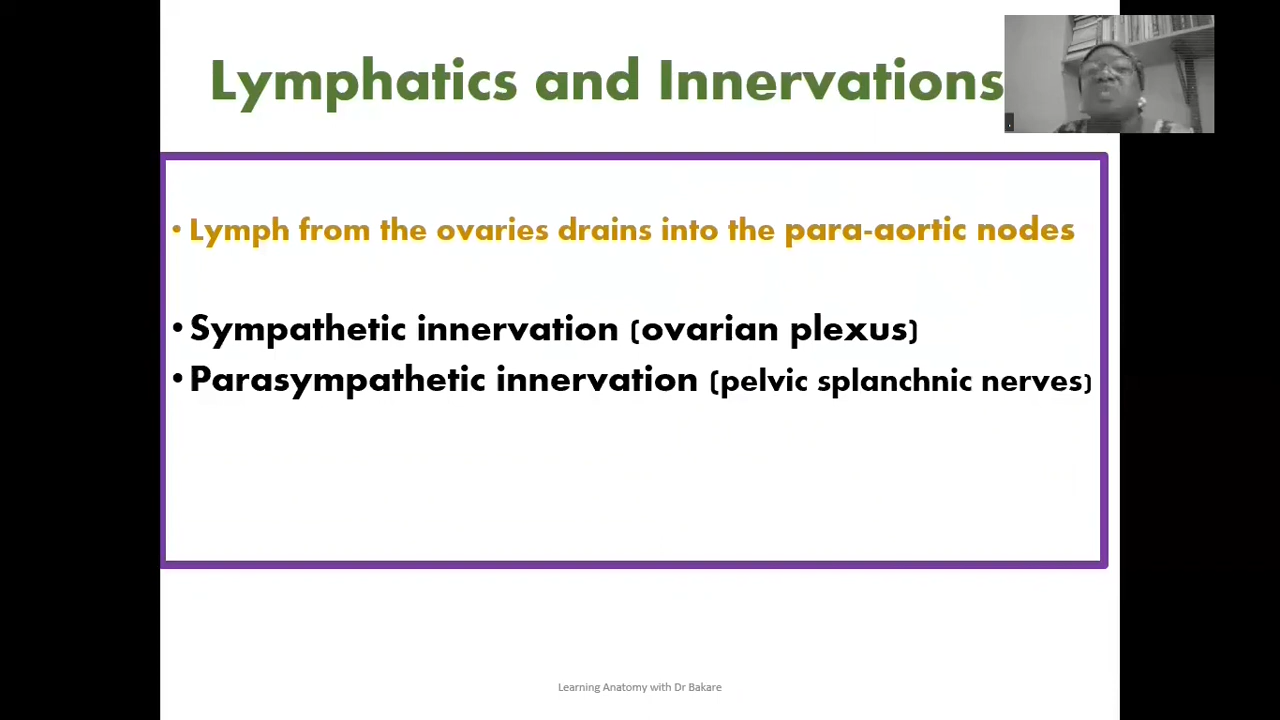 Lymphatics and Innervations
• Lymph from the ovaries drains into the para-aortic nodes
• Sympathetic innervation (ovarian plexus)
• Parasympathetic innervation (pelvic splanchnic nerves)
Learning Anatomy with Dr Bakare